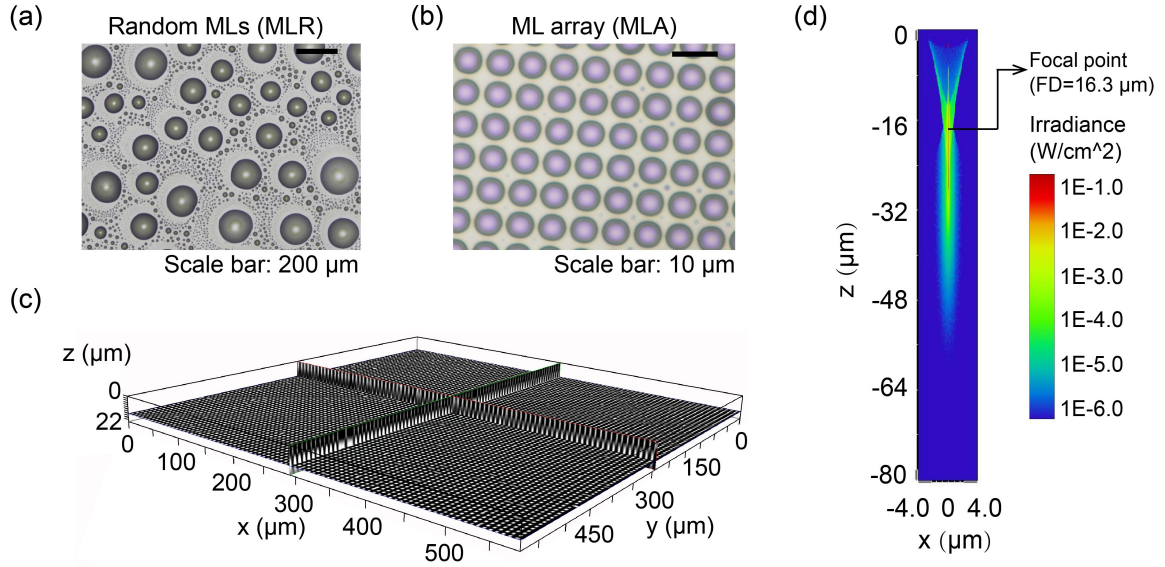 (a)
Random MLs (MLR)
Scale bar: 200 μm
(b)
ML array (MLA)
Scale bar: 10 μm
(c)
z (μm)
0
22
0
100
200
300
400
500
x (μm)
0
150
300
450
y (μm)
(d)
0
-16
-32
-48
-64
-80
z (μm)
-4.0 0 4.0
x (μm)
Focal point
(FD=16.3 μm)
Irradiance
(W/cm^2)
1E-1.0
1E-2.0
1E-3.0
1E-4.0
1E-5.0
1E-6.0